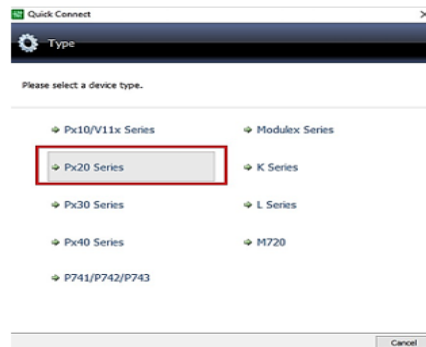 Quick Connect
Type
Please select a device type.
Px10/V11x Series
Modulex Series
Px20 Series
K Series
Px30 Series
L Series
Px40 Series
M720
P741/P742/P743
Cancel